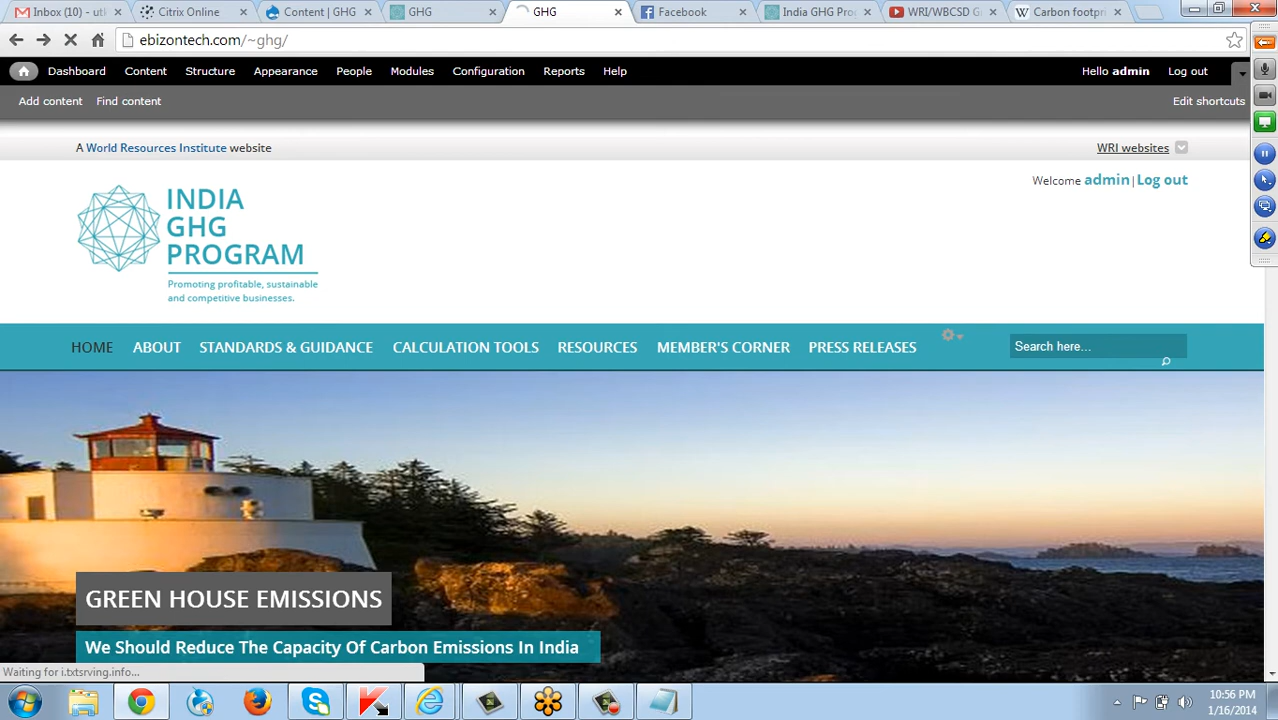 Inbox (10) - utk
Citrix Online
Content | GHG
GHG
GHG
Facebook
India GHG Pro
WRI/WBCSD G
Carbon footpri
ebizontech.com/~ghg/
Dashboard Content Structure Appearance People Modules Configuration Reports Help
Hello admin Log out
Add content Find content
Edit shortcuts
A World Resources Institute website
WRI websites
Welcome admin|Log out
INDIA
GHG
PROGRAM
Promoting profitable, sustainable
and competitive businesses.
HOME ABOUT STANDARDS & GUIDANCE CALCULATION TOOLS RESOURCES MEMBER'S CORNER PRESS RELEASES
Search here...
GREEN HOUSE EMISSIONS
We Should Reduce The Capacity Of Carbon Emissions In India
Waiting for i.txtsrving.info...
10:56 PM
1/16/2014